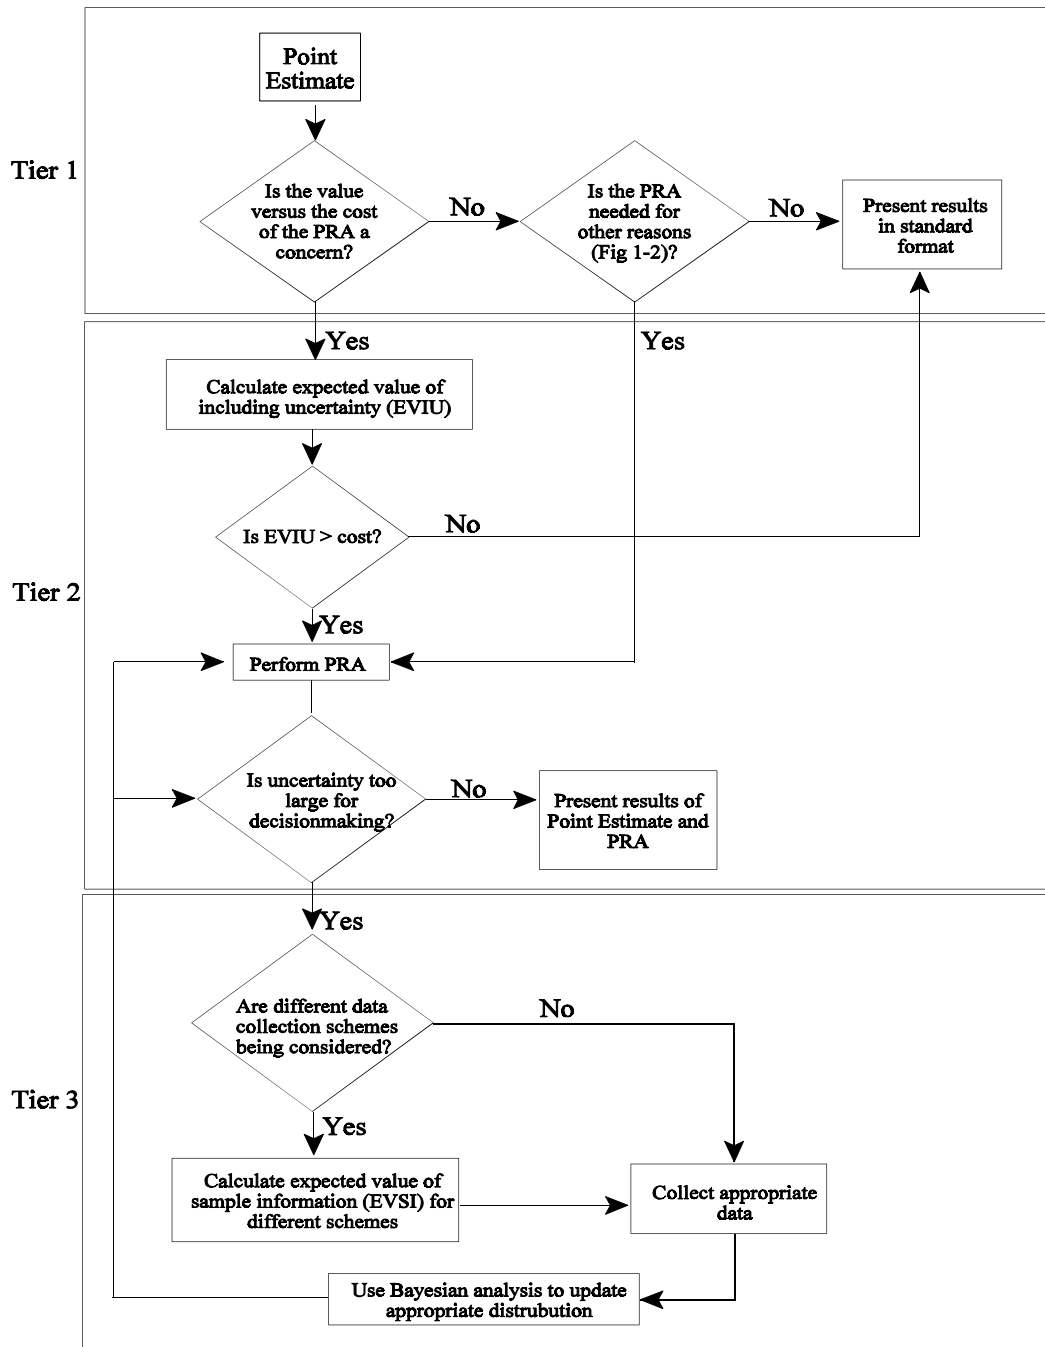 Point
Estimate
Tier 1
Is the value
versus the cost
of the PRA a
concern?
No
Is the PRA
needed for
other reasons
(Fig 1-2)?
No
Present results
in standard
format
Yes
Yes
Calculate expected value of
including uncertainty (EVIU)
Is EVIU > cost?
No
Tier 2
Yes
Perform PRA
Is uncertainty too
large for
decisionmaking?
No
Present results of
Point Estimate and
PRA
Yes
Are different data
collection schemes
being considered?
No
Tier 3
Yes
Calculate expected value of
sample information (EVSI) for
different schemes
Collect appropriate
data
Use Bayesian analysis to update
appropriate distrubution